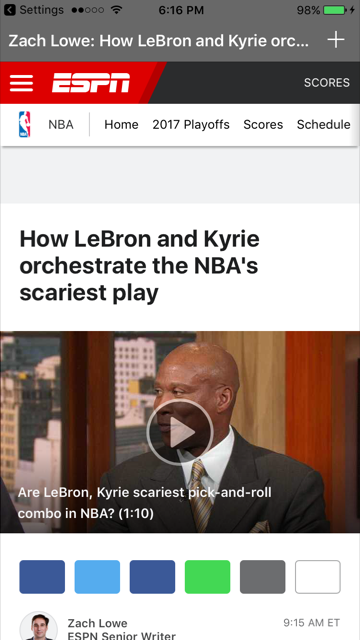 Settings 6:16 PM 98%
Zach Lowe: How LeBron and Kyrie orc... +
ESPN SCORES
NBA Home 2017 Playoffs Scores Schedule
How LeBron and Kyrie
orchestrate the NBA's
scariest play
Are LeBron, Kyrie scariest pick-and-roll
combo in NBA? (1:10)
Zach Lowe 9:15 AM ET
ESPN Senior Writer